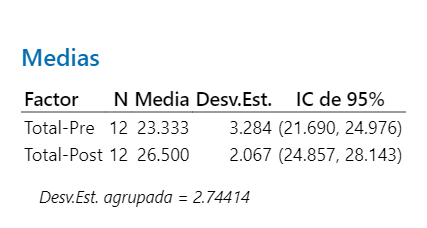 Medias
Factor N Media Desv.Est. IC de 95%
Total-Pre 12 23.333 3.284 (21.690, 24.976)
Total-Post 12 26.500 2.067 (24.857, 28.143)
Desv.Est. agrupada = 2.74414